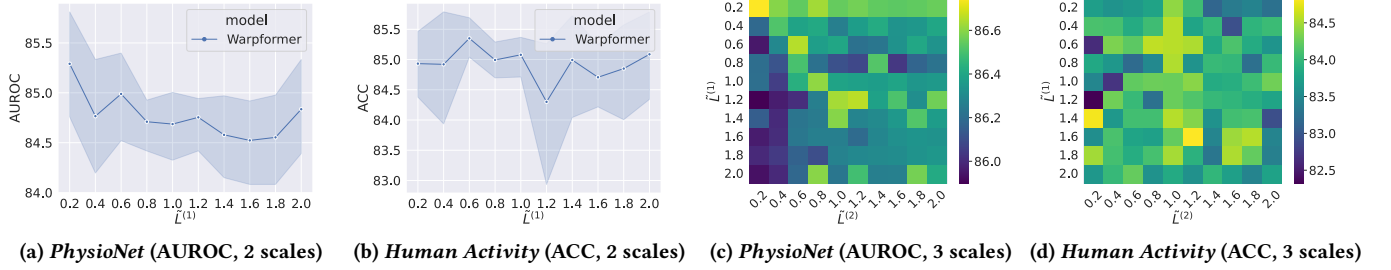 model
Warpformer
AUROC
85.5
85.0
84.5
84.0
0.2 0.4 0.6 0.8 1.0 1.2 1.4 1.6 1.8 2.0
L̃⁽¹⁾
(a) PhysioNet (AUROC, 2 scales)
model
Warpformer
ACC
85.5
85.0
84.5
84.0
83.5
83.0
0.2 0.4 0.6 0.8 1.0 1.2 1.4 1.6 1.8 2.0
L̃⁽¹⁾
(b) Human Activity (ACC, 2 scales)
L̃⁽¹⁾
0.2
0.4
0.6
0.8
1.0
1.2
1.4
1.6
1.8
2.0
0.2 0.4 0.6 0.8 1.0 1.2 1.4 1.6 1.8 2.0
L̃⁽²⁾
86.8
86.6
86.4
86.2
86.0
(c) PhysioNet (AUROC, 3 scales)
L̃⁽¹⁾
0.2
0.4
0.6
0.8
1.0
1.2
1.4
1.6
1.8
2.0
0.2 0.4 0.6 0.8 1.0 1.2 1.4 1.6 1.8 2.0
L̃⁽²⁾
84.5
84.0
83.5
83.0
82.5
(d) Human Activity (ACC, 3 scales)